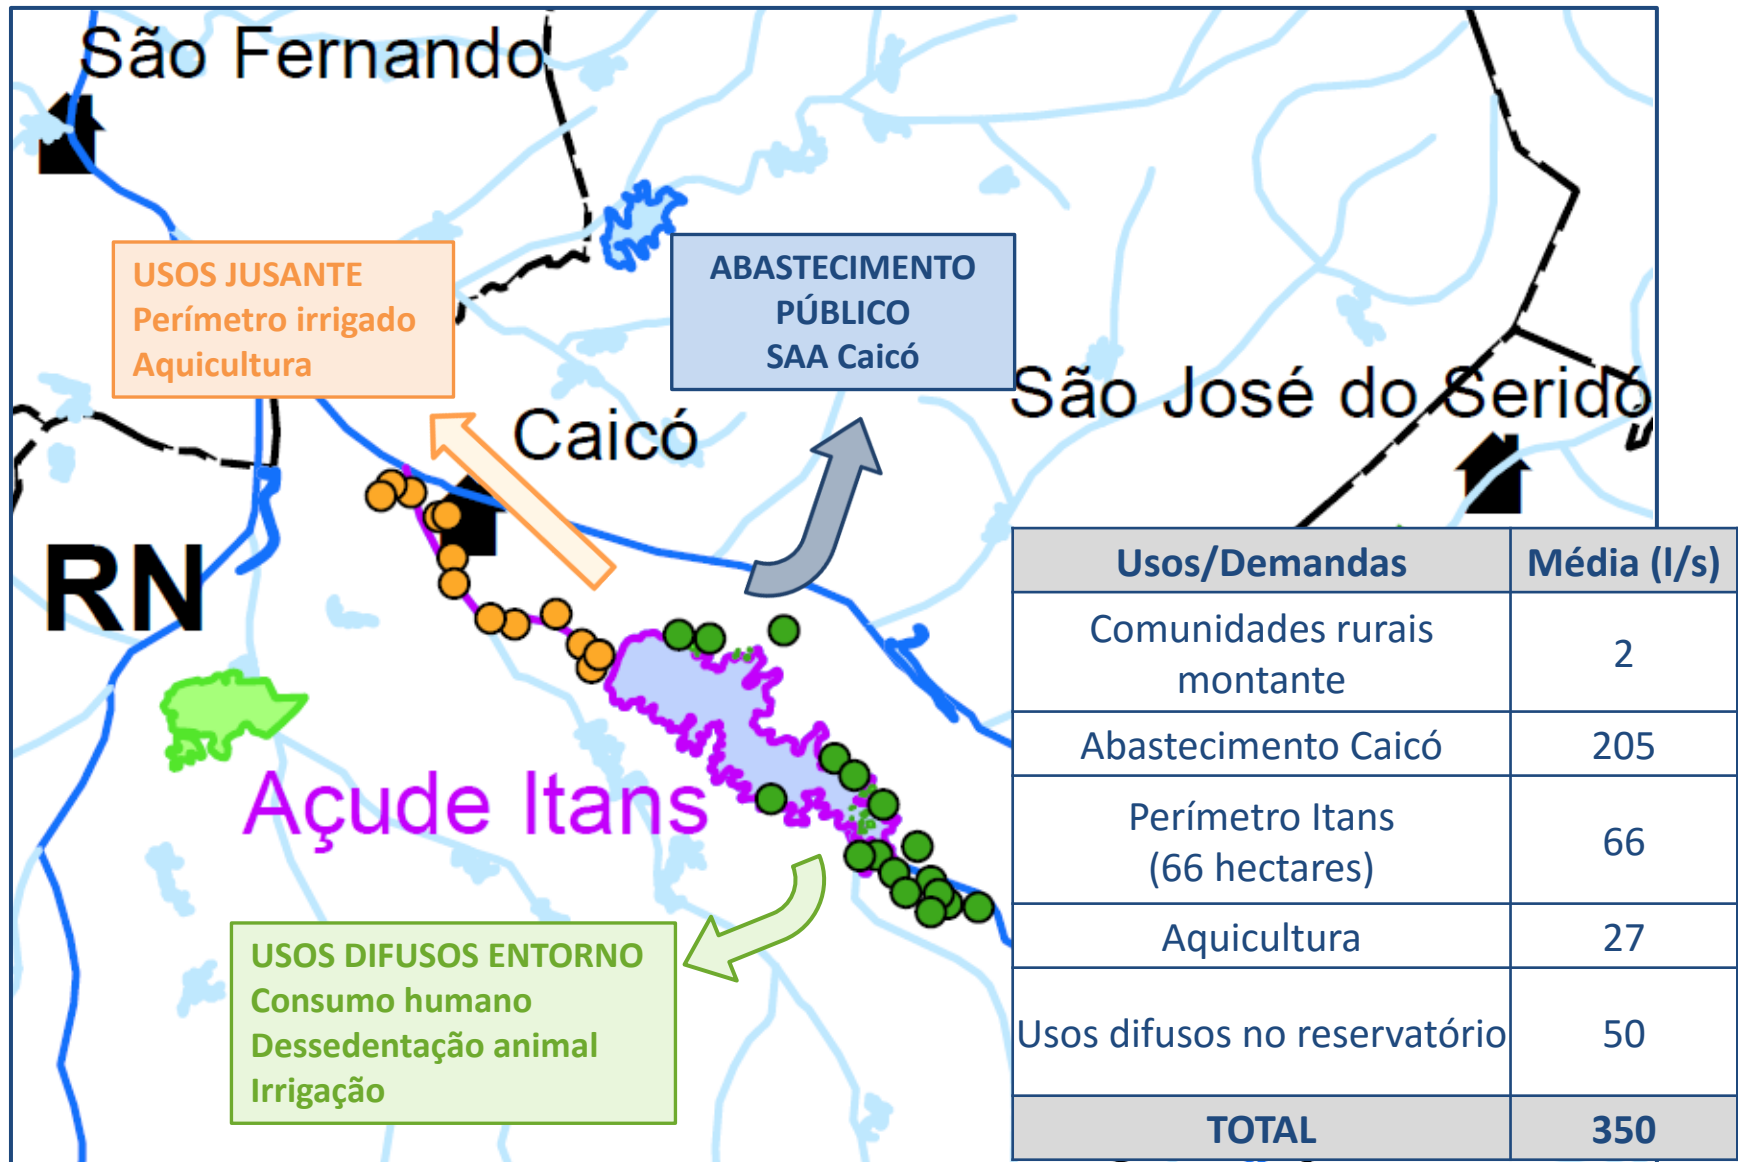 São Fernando
USOS JUSANTE
Perímetro irrigado
Aquicultura
ABASTECIMENTO
PÚBLICO
SAA Caicó
São José do Seridó
Caicó
RN
Açude Itans
USOS DIFUSOS ENTORNO
Consumo humano
Dessedentação animal
Irrigação
Usos/Demandas Média (l/s)
Comunidades rurais
montante 2
Abastecimento Caicó 205
Perímetro Itans
(66 hectares) 66
Aquicultura 27
Usos difusos no reservatório 50
TOTAL 350